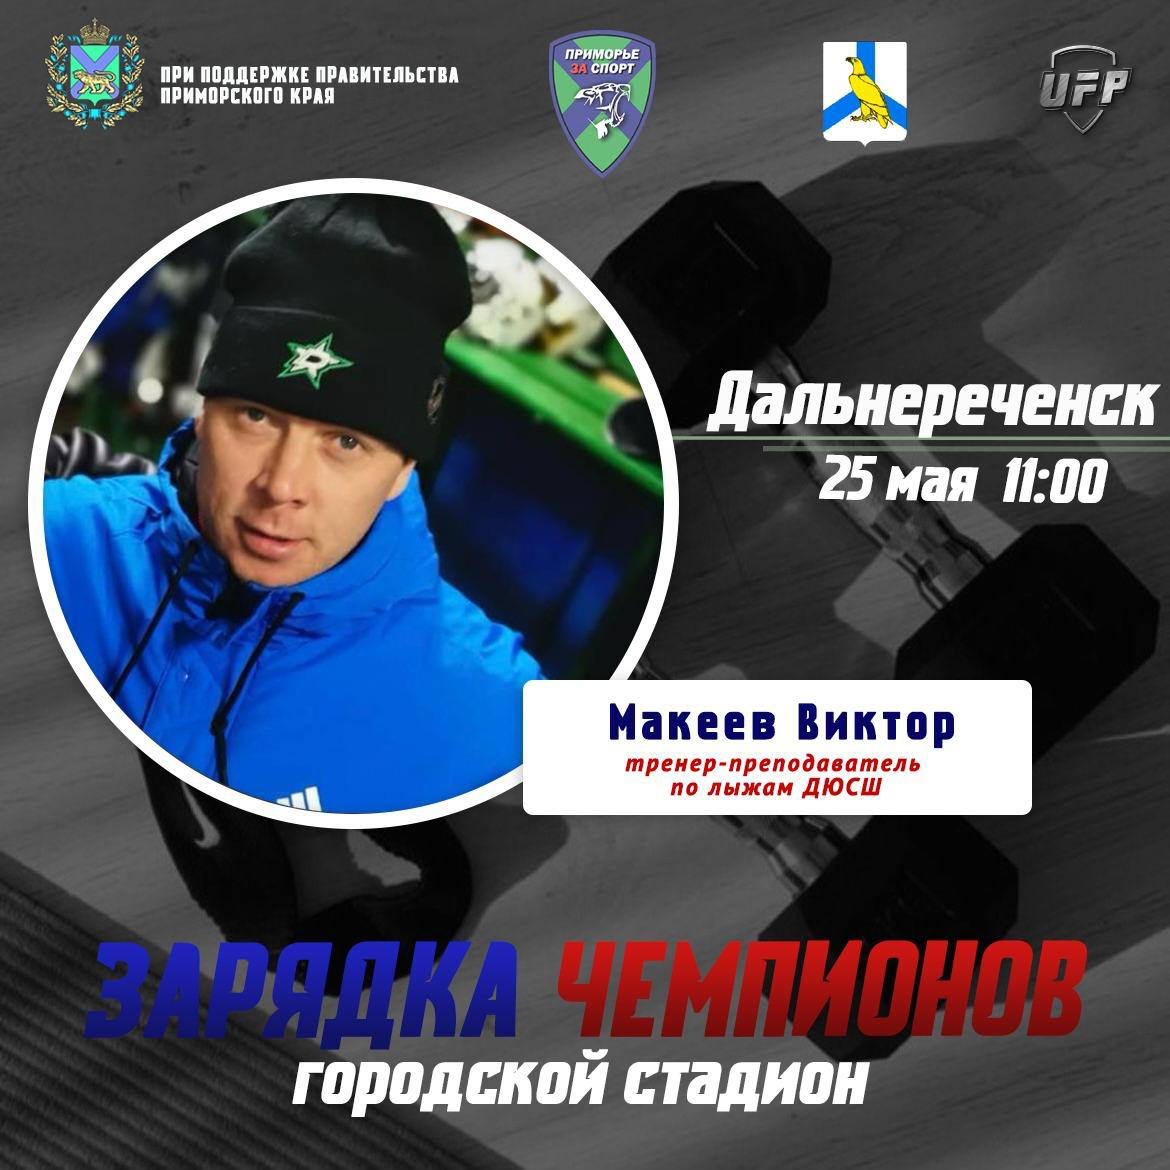 ПРИ ПОДДЕРЖКЕ ПРАВИТЕЛЬСТВА
ПРИМОРСКОГО КРАЯ
ПРИМОРЬЕ
ЗА СПОРТ
UFP
Дальнереченск
25 мая 11:00
Макеев Виктор
тренер-преподаватель
по лыжам ДЮСШ
ЗАРЯДКА ЧЕМПИОНОВ
городской стадион